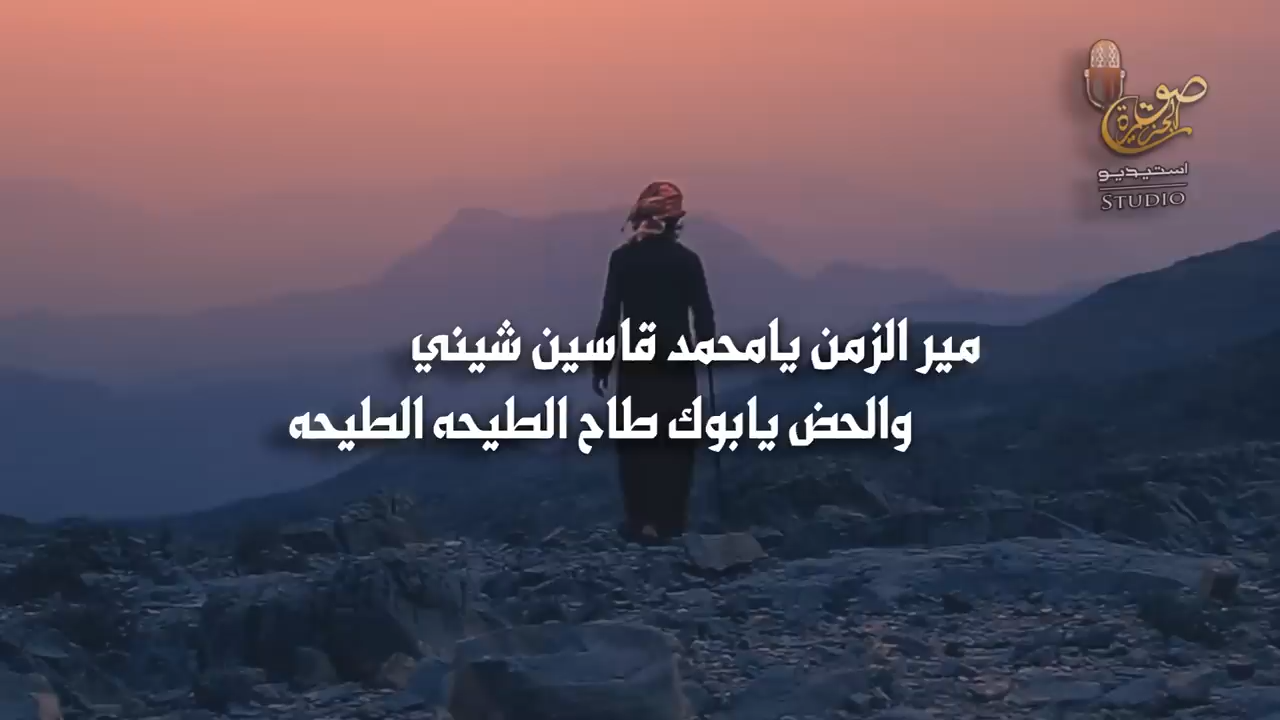 صوت الجزيرة
استيديو
STUDIO
مير الزمن يامحمد قاسين شيني
والحض يابوك طاح الطيحه الطيحه